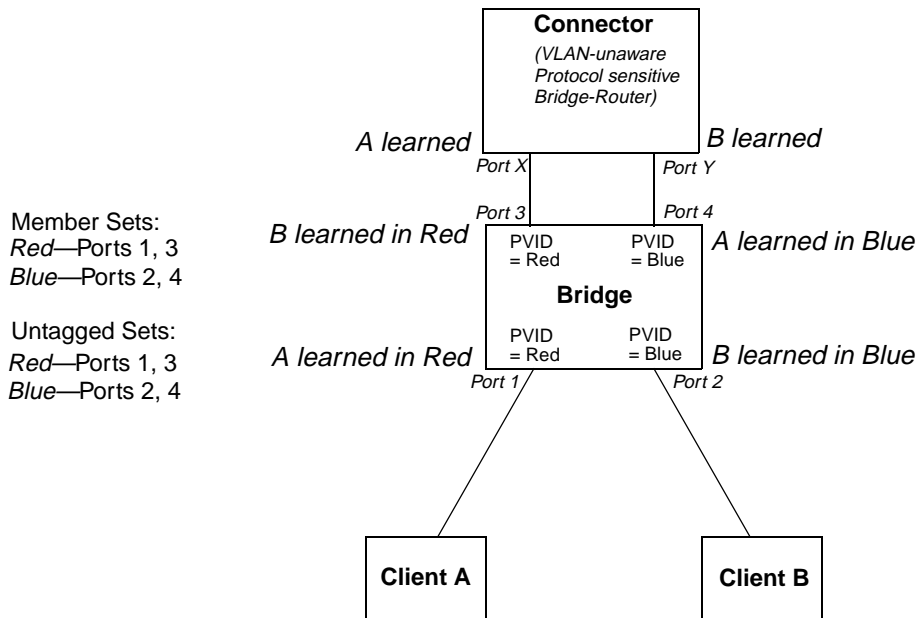 Connector
(VLAN-unaware
Protocol sensitive
Bridge-Router)
A learned
B learned
Port X
Port Y
Member Sets:
Red—Ports 1, 3
Blue—Ports 2, 4
Untagged Sets:
Red—Ports 1, 3
Blue—Ports 2, 4
Port 3
Port 4
B learned in Red
PVID
= Red
PVID
= Blue
A learned in Blue
Bridge
A learned in Red
PVID
= Red
PVID
= Blue
B learned in Blue
Port 1
Port 2
Client A
Client B